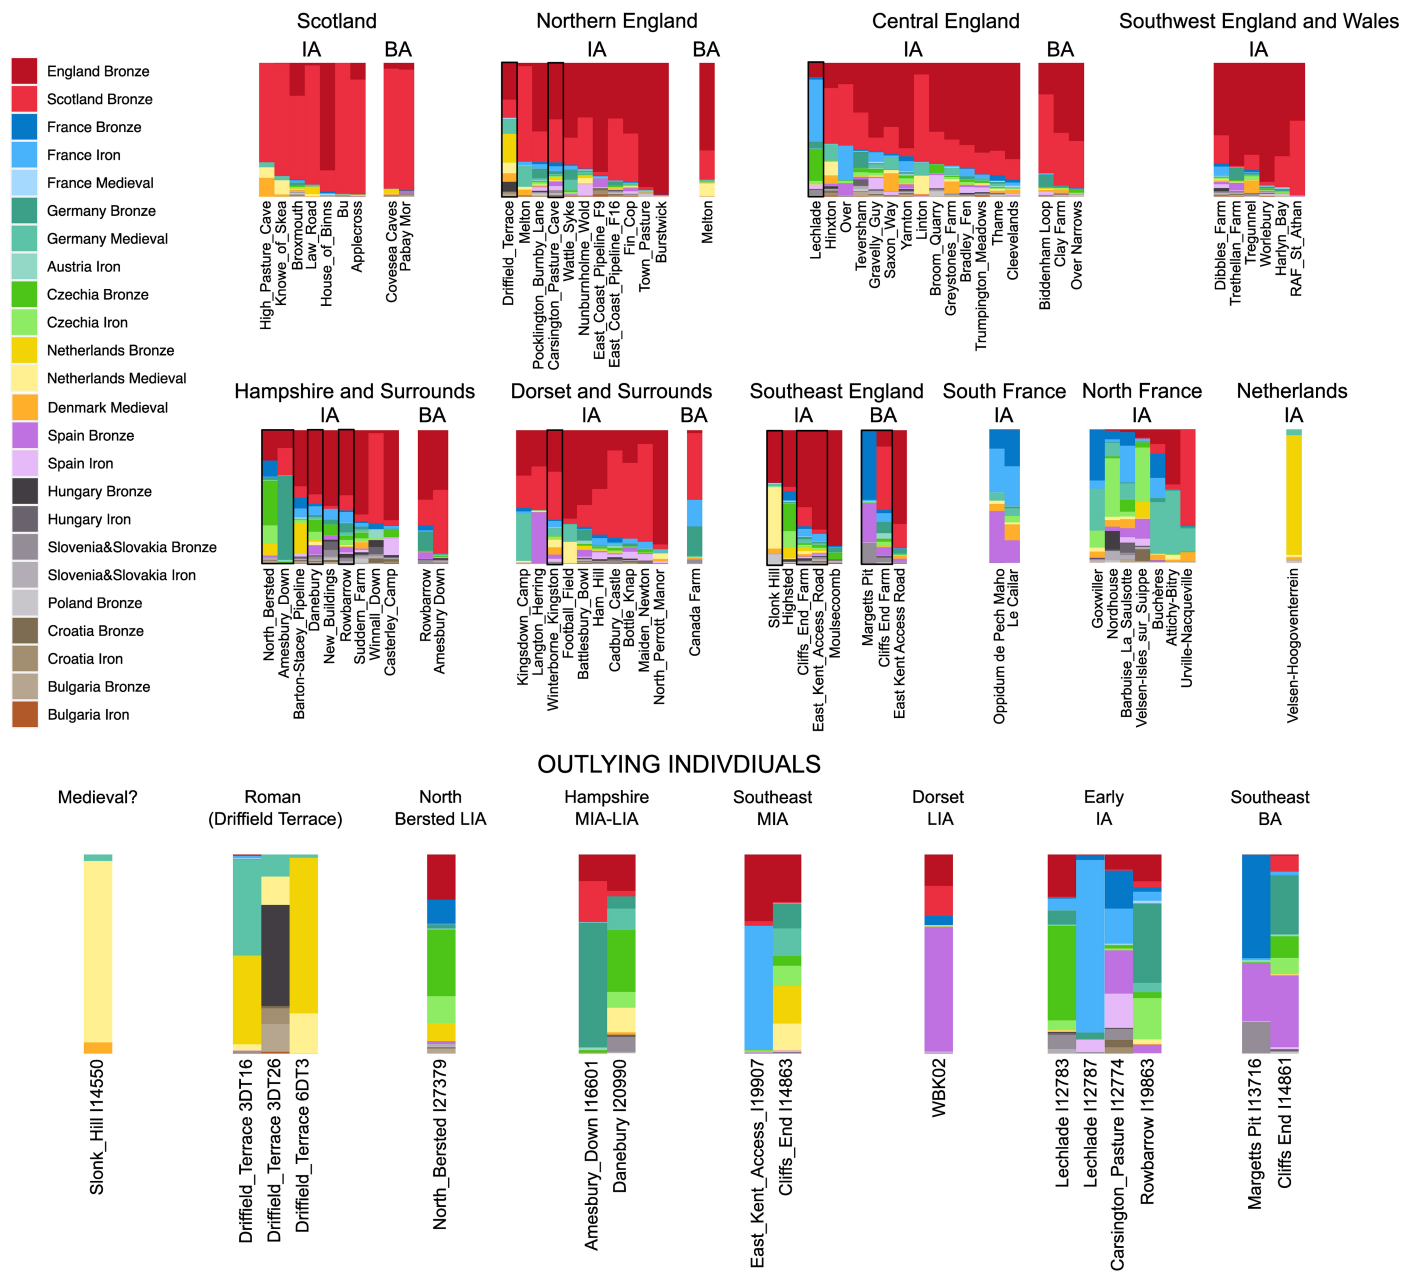 Scotland
Northern England
Central England
Southwest England and Wales
IA
BA
IA
BA
IA
BA
IA
England Bronze
Scotland Bronze
France Bronze
France Iron
France Medieval
Germany Bronze
Germany Medieval
Austria Iron
Czechia Bronze
Czechia Iron
Netherlands Bronze
Netherlands Medieval
Denmark Medieval
Spain Bronze
Spain Iron
Hungary Bronze
Hungary Iron
Slovenia&Slovakia Bronze
Slovenia&Slovakia Iron
Poland Bronze
Croatia Bronze
Croatia Iron
Bulgaria Bronze
Bulgaria Iron
High_Pasture_Cave
Knowe_of_Skea
Broxmouth
Law_Road
House_of_Binns
Bu
Applecross
Covesea Caves
Pabay Mor
Driffield_Terrace
Melton
Pocklington_Burnby_Lane
Carsington_Pasture_Cave
Wattle_Syke
Nunburnholme_Wold
East_Coast_Pipeline_F9
East_Coast_Pipeline_F16
Fin_Cop
Town_Pasture
Burstwick
Melton
Lechlade
Hinxton
Over
Teversham
Gravelly_Guy
Saxon_Way
Yarnton
Linton
Broom_Quarry
Greystones_Farm
Bradley_Fen
Trumpington_Meadows
Thame
Cleevelands
Biddenham Loop
Clay Farm
Over Narrows
Dibbles_Farm
Trethellan_Farm
Tregunnel
Worlebury
Harlyn_Bay
RAF_St_Athan
Hampshire and Surrounds
Dorset and Surrounds
Southeast England
South France
North France
Netherlands
IA
BA
IA
BA
IA
BA
IA
IA
IA
North_Bersted
Amesbury_Down
Barton-Stacey_Pipeline
Danebury
New_Buildings
Rowbarrow
Suddern_Farm
Winnall_Down
Casterley_Camp
Rowbarrow
Amesbury Down
Kingsdown_Camp
Langton_Herring
Winterborne_Kingston
Football_Field
Battlesbury_Bowl
Ham_Hill
Cadbury_Castle
Bottle_Knap
Maiden_Newton
North_Perrott_Manor
Canada Farm
Slonk Hill
Highsted
Cliffs_End_Farm
East_Kent_Access_Road
Moulsecoomb
Margetts Pit
Cliffs End Farm
East Kent Access Road
Oppidum de Pech Maho
Le Cailar
Goxwiller
Nordhouse
Barbuise_La_Saulsotte
Velsen-Isles_sur_Suippe
Buchères
Attichy-Bitry
Urville-Nacqueville
Velsen-Hoogoventerrein
OUTLYING INDIVDIUALS
Medieval?
Roman
(Driffield Terrace)
North
Bersted LIA
Hampshire
MIA-LIA
Southeast
MIA
Dorset
LIA
Early
IA
Southeast
BA
Slonk_Hill I14550
Driffield_Terrace 3DT16
Driffield_Terrace 3DT26
Driffield_Terrace 6DT3
North_Bersted I27379
Amesbury_Down I16601
Danebury I20990
East_Kent_Access_I19907
Cliffs_End I14863
WBK02
Lechlade I12783
Lechlade I12787
Carsington_Pasture I12774
Rowbarrow I19863
Margetts Pit I13716
Cliffs End I14861